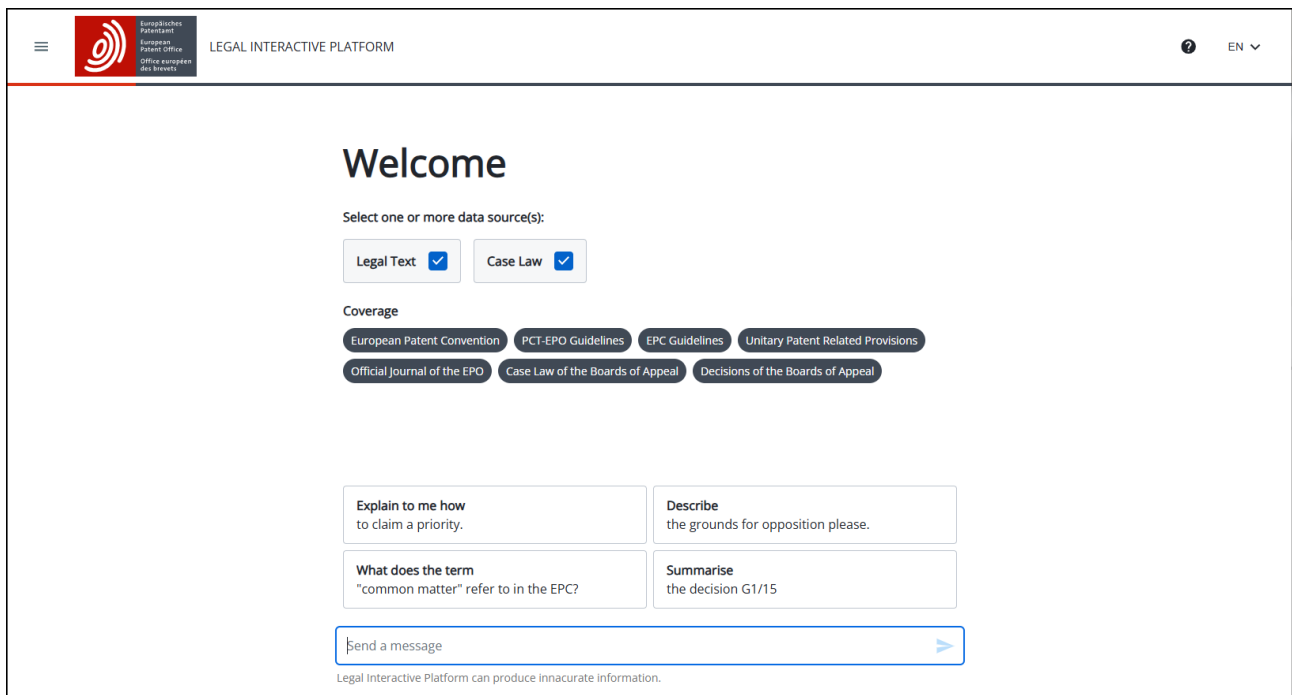 Europäisches
Patentamt
European
Patent Office
Office européen
des brevets
LEGAL INTERACTIVE PLATFORM
EN
Welcome
Select one or more data source(s):
Legal Text
Case Law
Coverage
European Patent Convention
PCT-EPO Guidelines
EPC Guidelines
Unitary Patent Related Provisions
Official Journal of the EPO
Case Law of the Boards of Appeal
Decisions of the Boards of Appeal
Explain to me how
to claim a priority.
Describe
the grounds for opposition please.
What does the term
"common matter" refer to in the EPC?
Summarise
the decision G1/15
Send a message
Legal Interactive Platform can produce innacurate information.